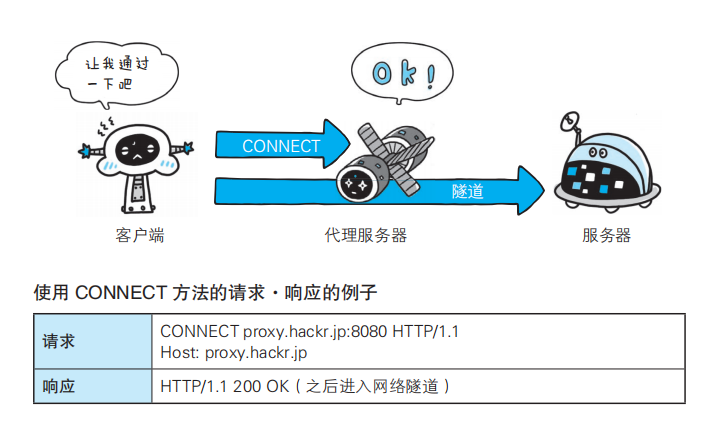 让我通过
一下吧
Ok!
CONNECT
隧道
客户端
代理服务器
服务器
使用 CONNECT 方法的请求·响应的例子
请求
CONNECT proxy.hackr.jp:8080 HTTP/1.1
Host: proxy.hackr.jp
响应
HTTP/1.1 200 OK（之后进入网络隧道）